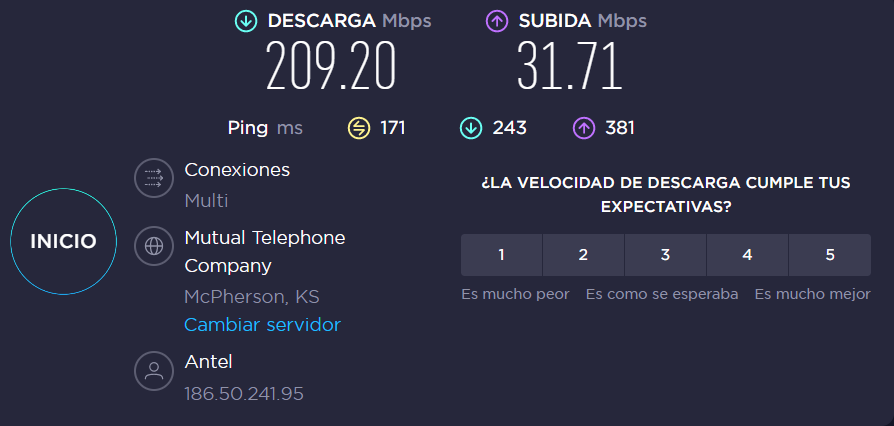 DESCARGA Mbps
209.20
SUBIDA Mbps
31.71
Ping ms 171 243 381
INICIO
Conexiones
Multi
Mutual Telephone
Company
McPherson, KS
Cambiar servidor
Antel
186.50.241.95
¿LA VELOCIDAD DE DESCARGA CUMPLE TUS
EXPECTATIVAS?
1 2 3 4 5
Es mucho peor Es como se esperaba Es mucho mejor